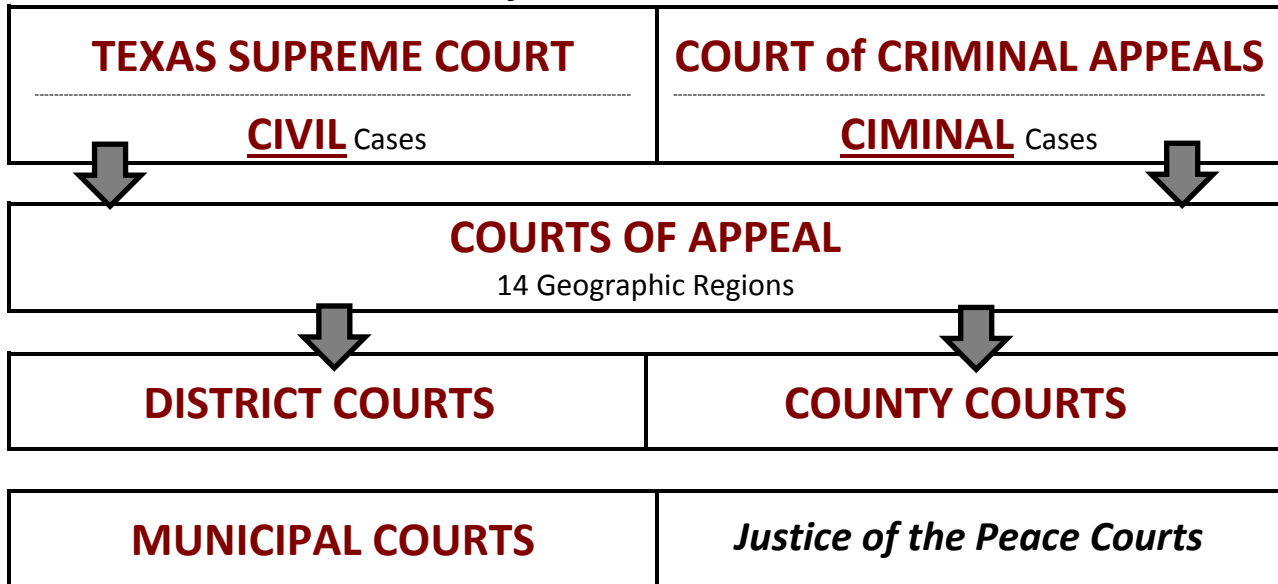 TEXAS SUPREME COURT
CIVIL Cases
COURT of CRIMINAL APPEALS
CIMINAL Cases
COURTS OF APPEAL
14 Geographic Regions
DISTRICT COURTS
COUNTY COURTS
MUNICIPAL COURTS
Justice of the Peace Courts